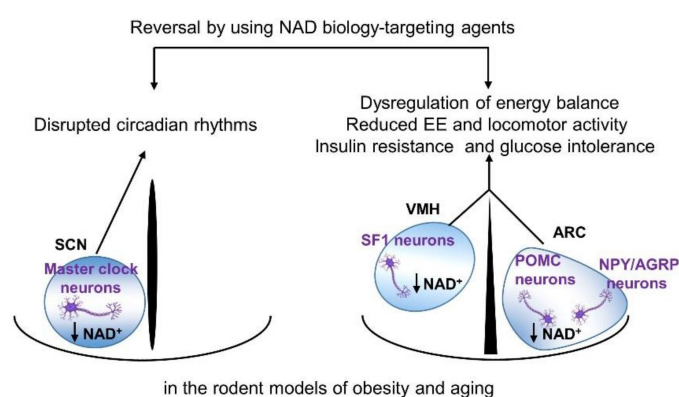 Reversal by using NAD biology-targeting agents
Disrupted circadian rhythms
Dysregulation of energy balance
Reduced EE and locomotor activity
Insulin resistance and glucose intolerance
SCN
Master clock
neurons
↓ NAD⁺
VMH
SF1 neurons
↓ NAD⁺
ARC
POMC
neurons
NPY/AGRP
neurons
↓ NAD⁺
in the rodent models of obesity and aging